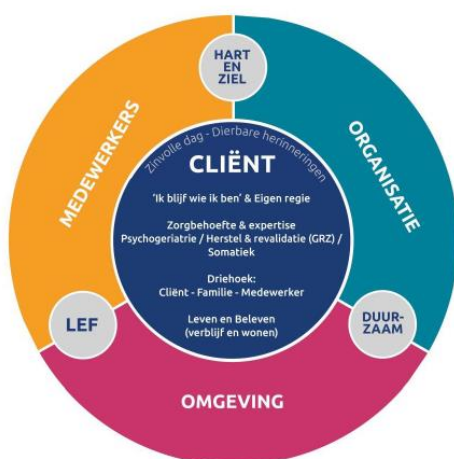 HART
EN
ZIEL
MEDEWERKERS
ORGANISATIE
Zinvolle dag - Dierbare herinneringen
CLIËNT
'Ik blijf wie ik ben' & Eigen regie
Zorgbehoefte & expertise
Psychogeriatrie / Herstel & revalidatie (GRZ) /
Somatiek
Driehoek:
Cliënt - Familie - Medewerker
Leven en Beleven
(verblijf en wonen)
LEF
DUUR-
ZAAM
OMGEVING